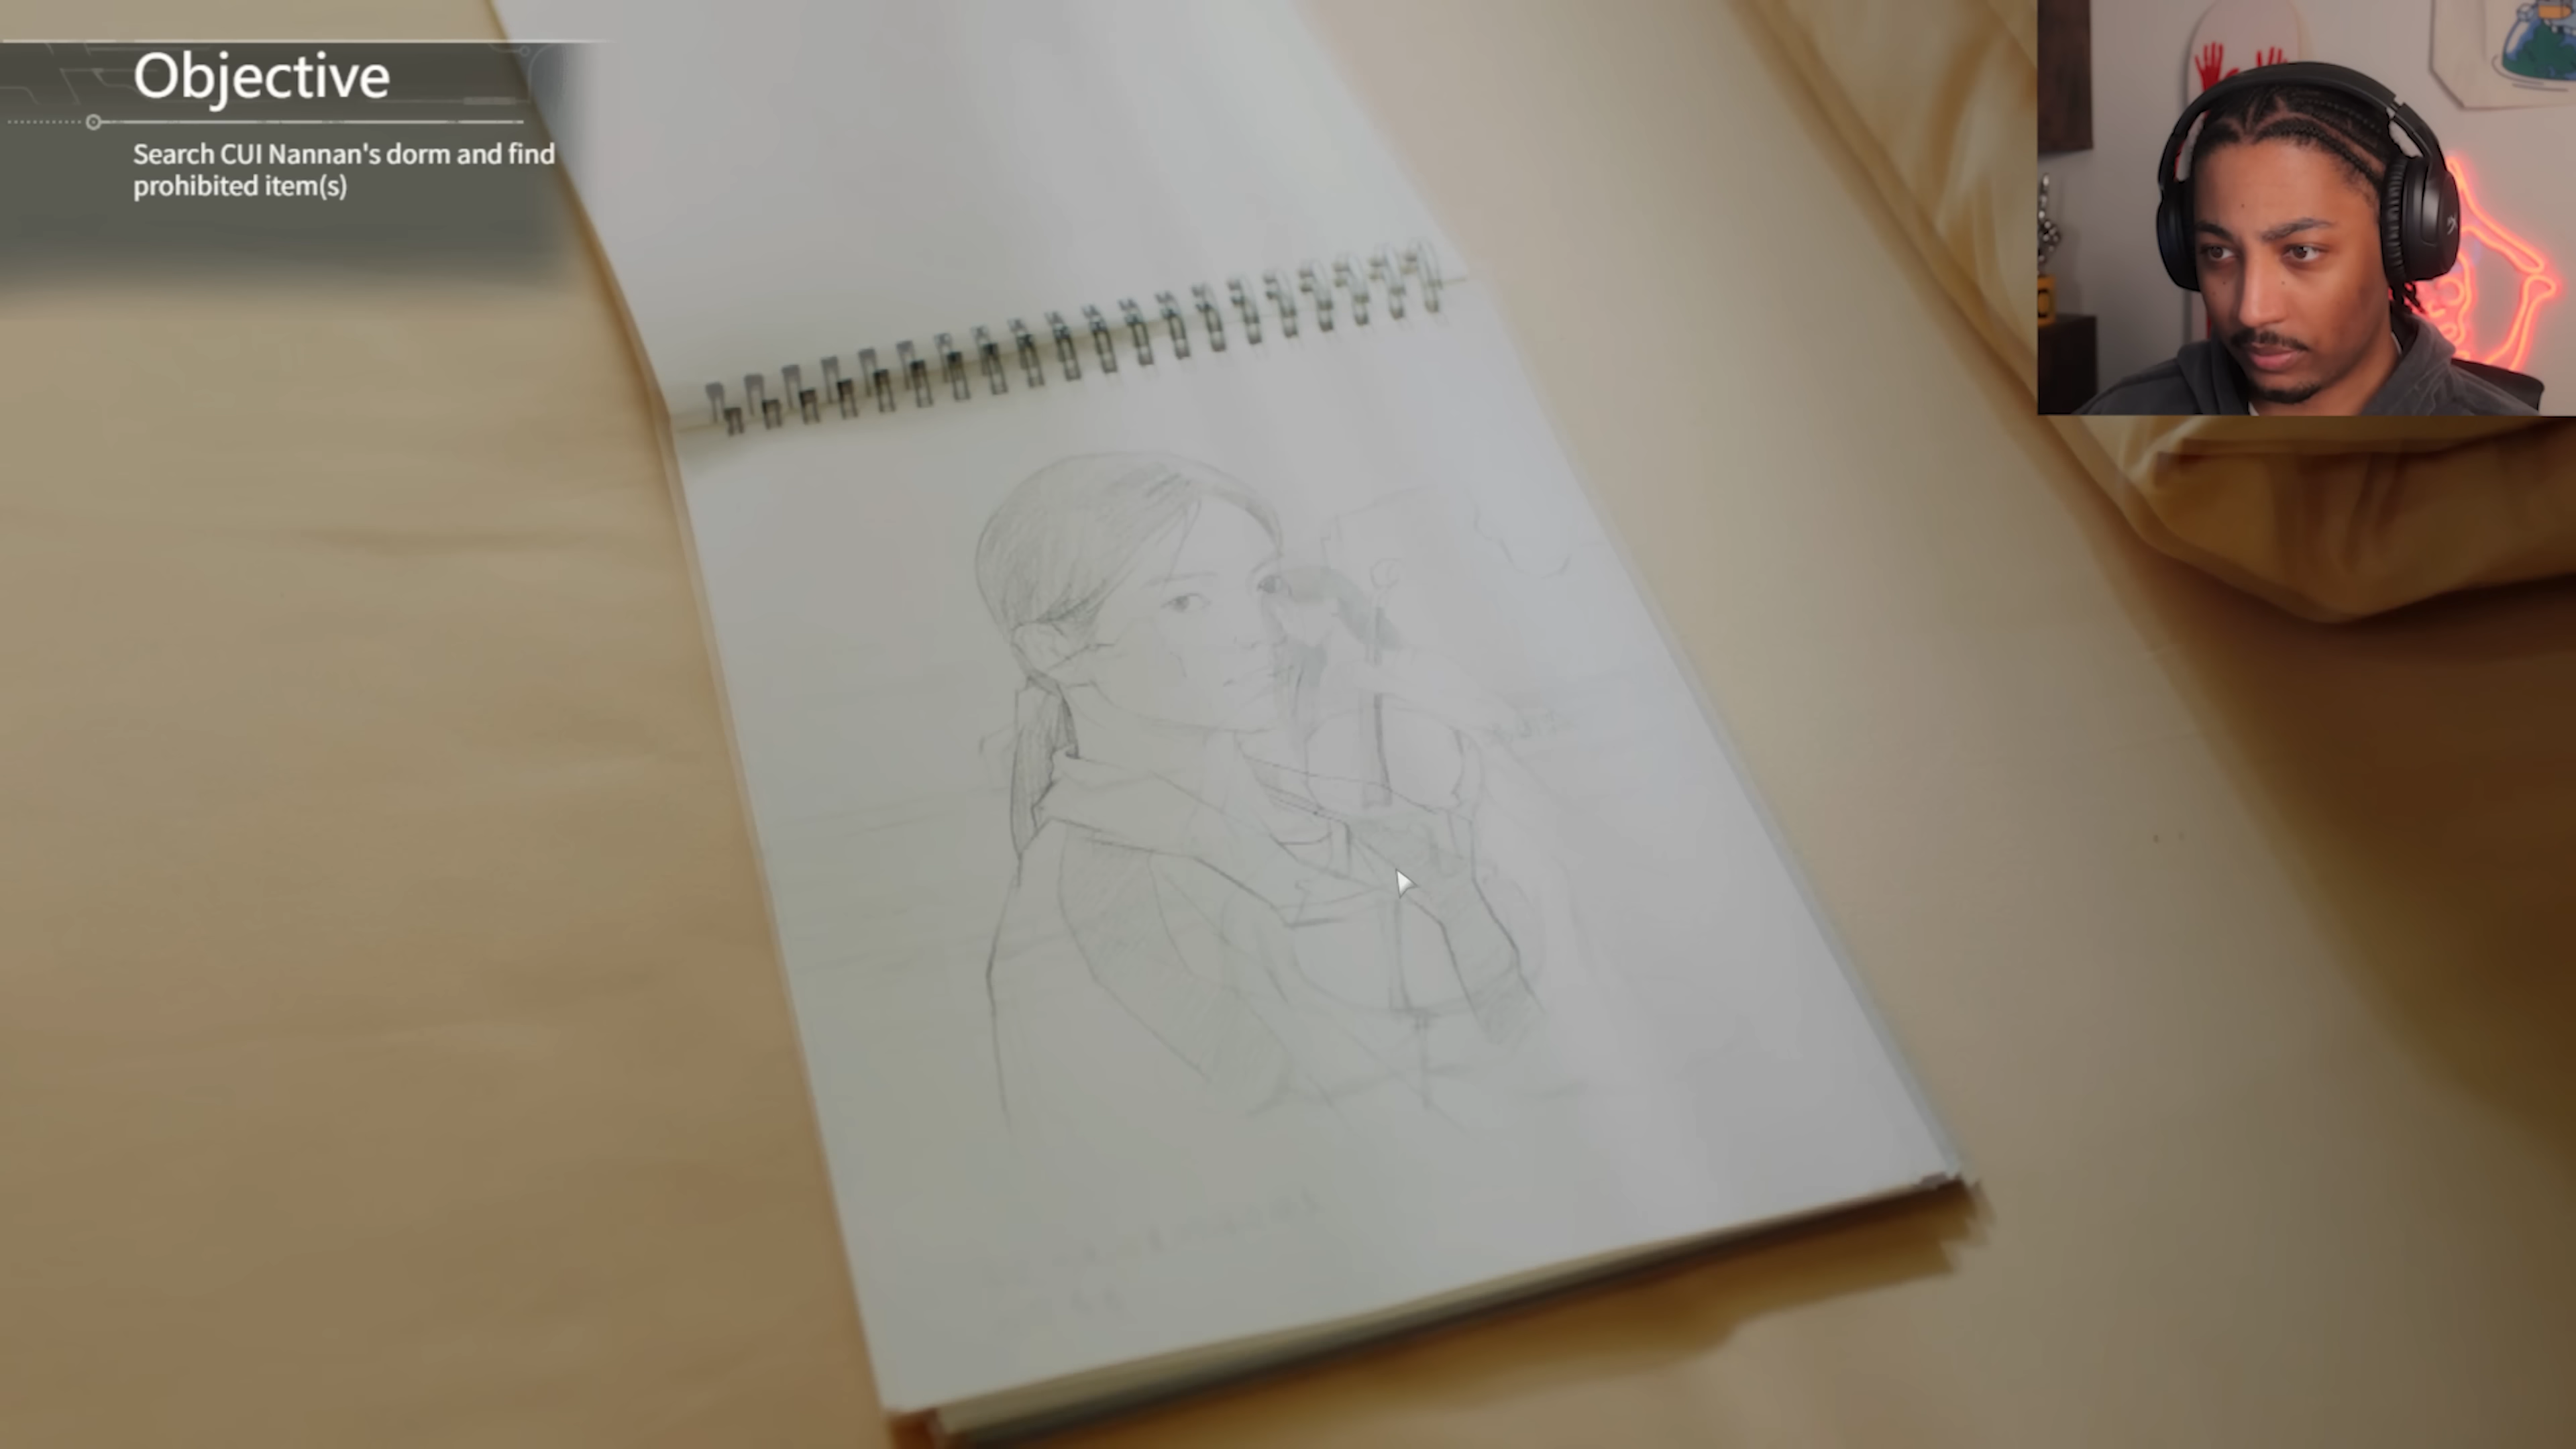 Objective
Search CUI Nannan's dorm and find
prohibited item(s)